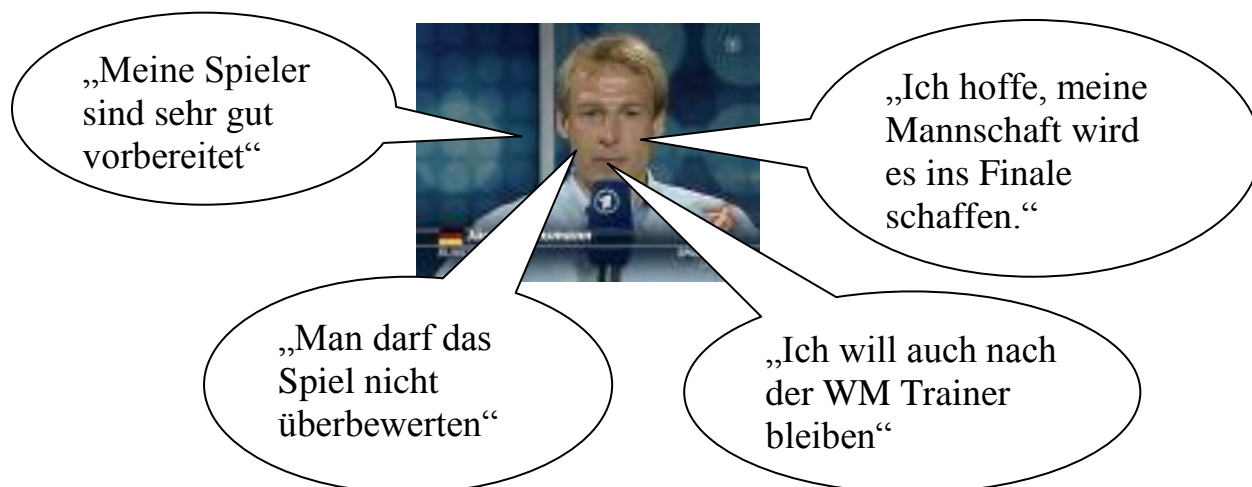 „Meine Spieler
sind sehr gut
vorbereitet“
„Ich hoffe, meine
Mannschaft wird
es ins Finale
schaffen.“
„Man darf das
Spiel nicht
überbewerten“
„Ich will auch nach
der WM Trainer
bleiben“